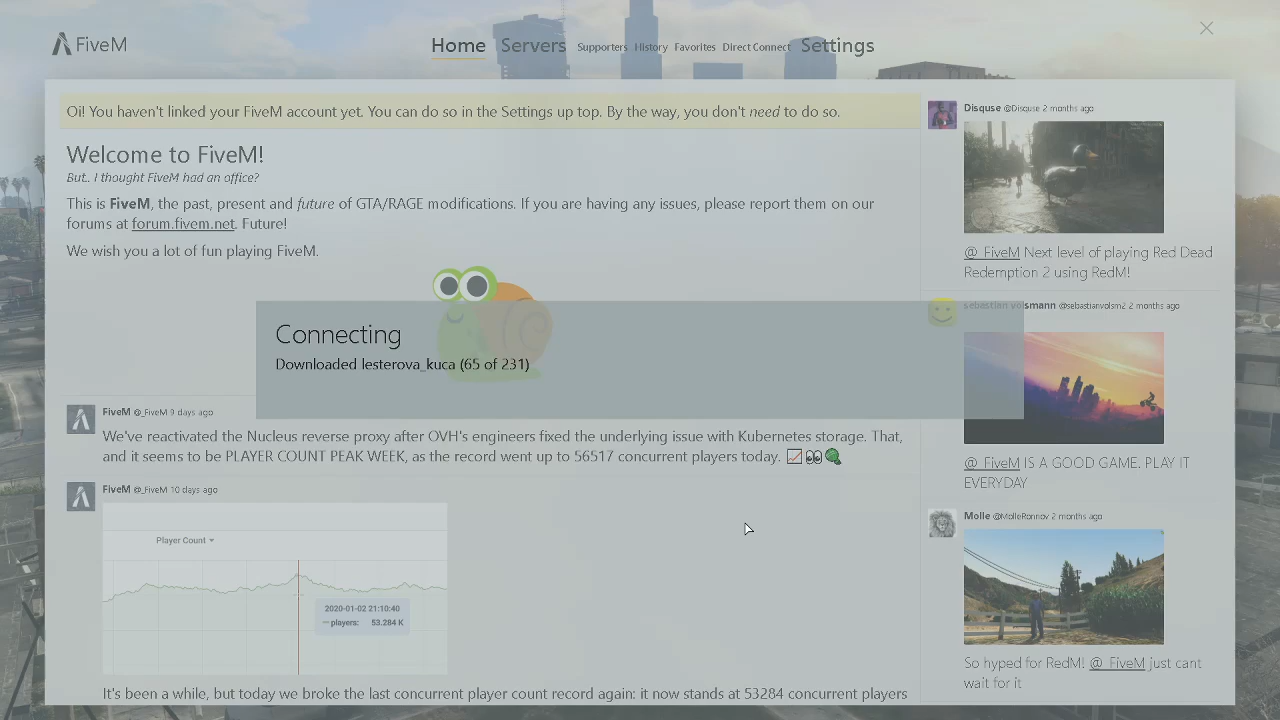 FiveM
Home Servers Supporters History Favorites Direct Connect Settings
Oi! You haven't linked your FiveM account yet. You can do so in the Settings up top. By the way, you don't need to do so.
Welcome to FiveM!
But.. I thought FiveM had an office?
This is FiveM, the past, present and future of GTA/RAGE modifications. If you are having any issues, please report them on our
forums at forum.fivem.net. Future!
We wish you a lot of fun playing FiveM.
Connecting
Downloaded lesterova_kuca (65 of 231)
FiveM @_FiveM 9 days ago
We've reactivated the Nucleus reverse proxy after OVH's engineers fixed the underlying issue with Kubernetes storage. That,
and it seems to be PLAYER COUNT PEAK WEEK, as the record went up to 56517 concurrent players today.
FiveM @_FiveM 10 days ago
Player Count
2020-01-02 21:10:40
players: 53.284 K
It's been a while, but today we broke the last concurrent player count record again: it now stands at 53284 concurrent players
Disquse @Disquse 2 months ago
@_FiveM Next level of playing Red Dead
Redemption 2 using RedM!
sebastian volsmann @sebastianvolsm2 2 months ago
@_FiveM IS A GOOD GAME. PLAY IT
EVERYDAY
Molle @MolleRonnov 2 months ago
So hyped for RedM! @_FiveM just cant
wait for it